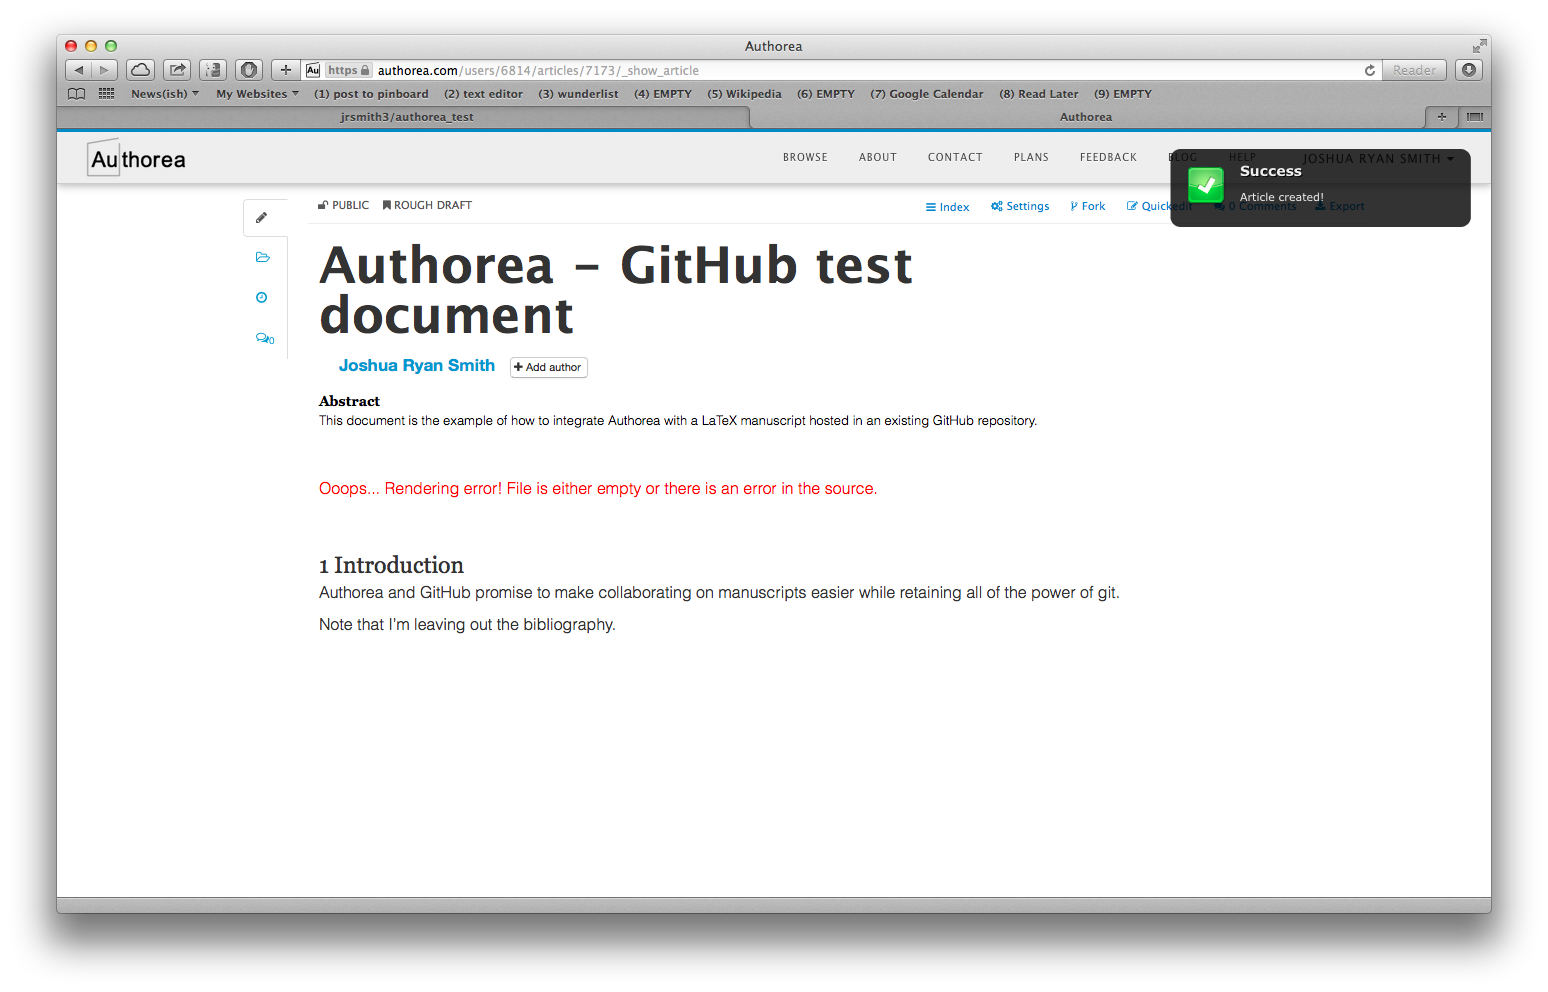 Authorea
Au https authorea.com/users/6814/articles/7173/_show_article Reader
News(ish) My Websites (1) post to pinboard (2) text editor (3) wunderlist (4) EMPTY (5) Wikipedia (6) EMPTY (7) Google Calendar (8) Read Later (9) EMPTY
jrsmith3/authorea_test Authorea
Authorea BROWSE ABOUT CONTACT PLANS FEEDBACK BLOG HELP JOSHUA RYAN SMITH
Success
Article created!
PUBLIC ROUGH DRAFT Index Settings Fork Quickedit 0 Comments Export
Authorea - GitHub test
document
0
Joshua Ryan Smith Add author
Abstract
This document is the example of how to integrate Authorea with a LaTeX manuscript hosted in an existing GitHub repository.
Ooops... Rendering error! File is either empty or there is an error in the source.
1 Introduction
Authorea and GitHub promise to make collaborating on manuscripts easier while retaining all of the power of git.
Note that I'm leaving out the bibliography.